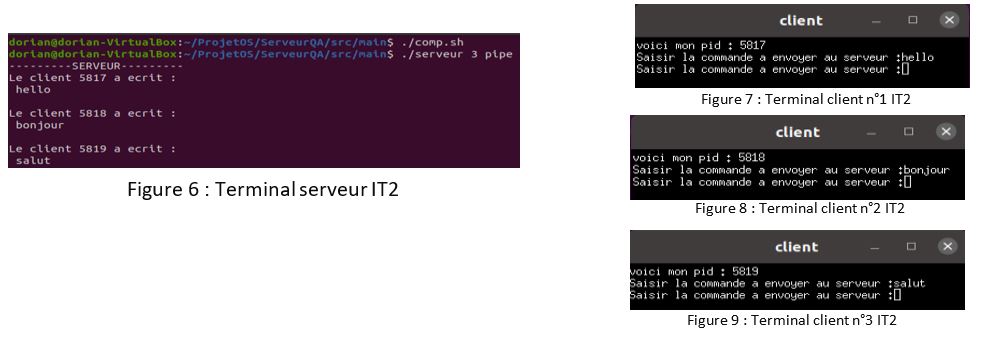 dorian@dorian-VirtualBox:~/ProjetOS/ServeurQA/src/main$ ./comp.sh
dorian@dorian-VirtualBox:~/ProjetOS/ServeurQA/src/main$ ./serveur 3 pipe
---------SERVEUR---------
Le client 5817 a ecrit :
hello
Le client 5818 a ecrit :
bonjour
Le client 5819 a ecrit :
salut
Figure 6 : Terminal serveur IT2
client
voici mon pid : 5817
Saisir la commande a envoyer au serveur :hello
Saisir la commande a envoyer au serveur :
Figure 7 : Terminal client n°1 IT2
client
voici mon pid : 5818
Saisir la commande a envoyer au serveur :bonjour
Saisir la commande a envoyer au serveur :
Figure 8 : Terminal client n°2 IT2
client
voici mon pid : 5819
Saisir la commande a envoyer au serveur :salut
Saisir la commande a envoyer au serveur :
Figure 9 : Terminal client n°3 IT2